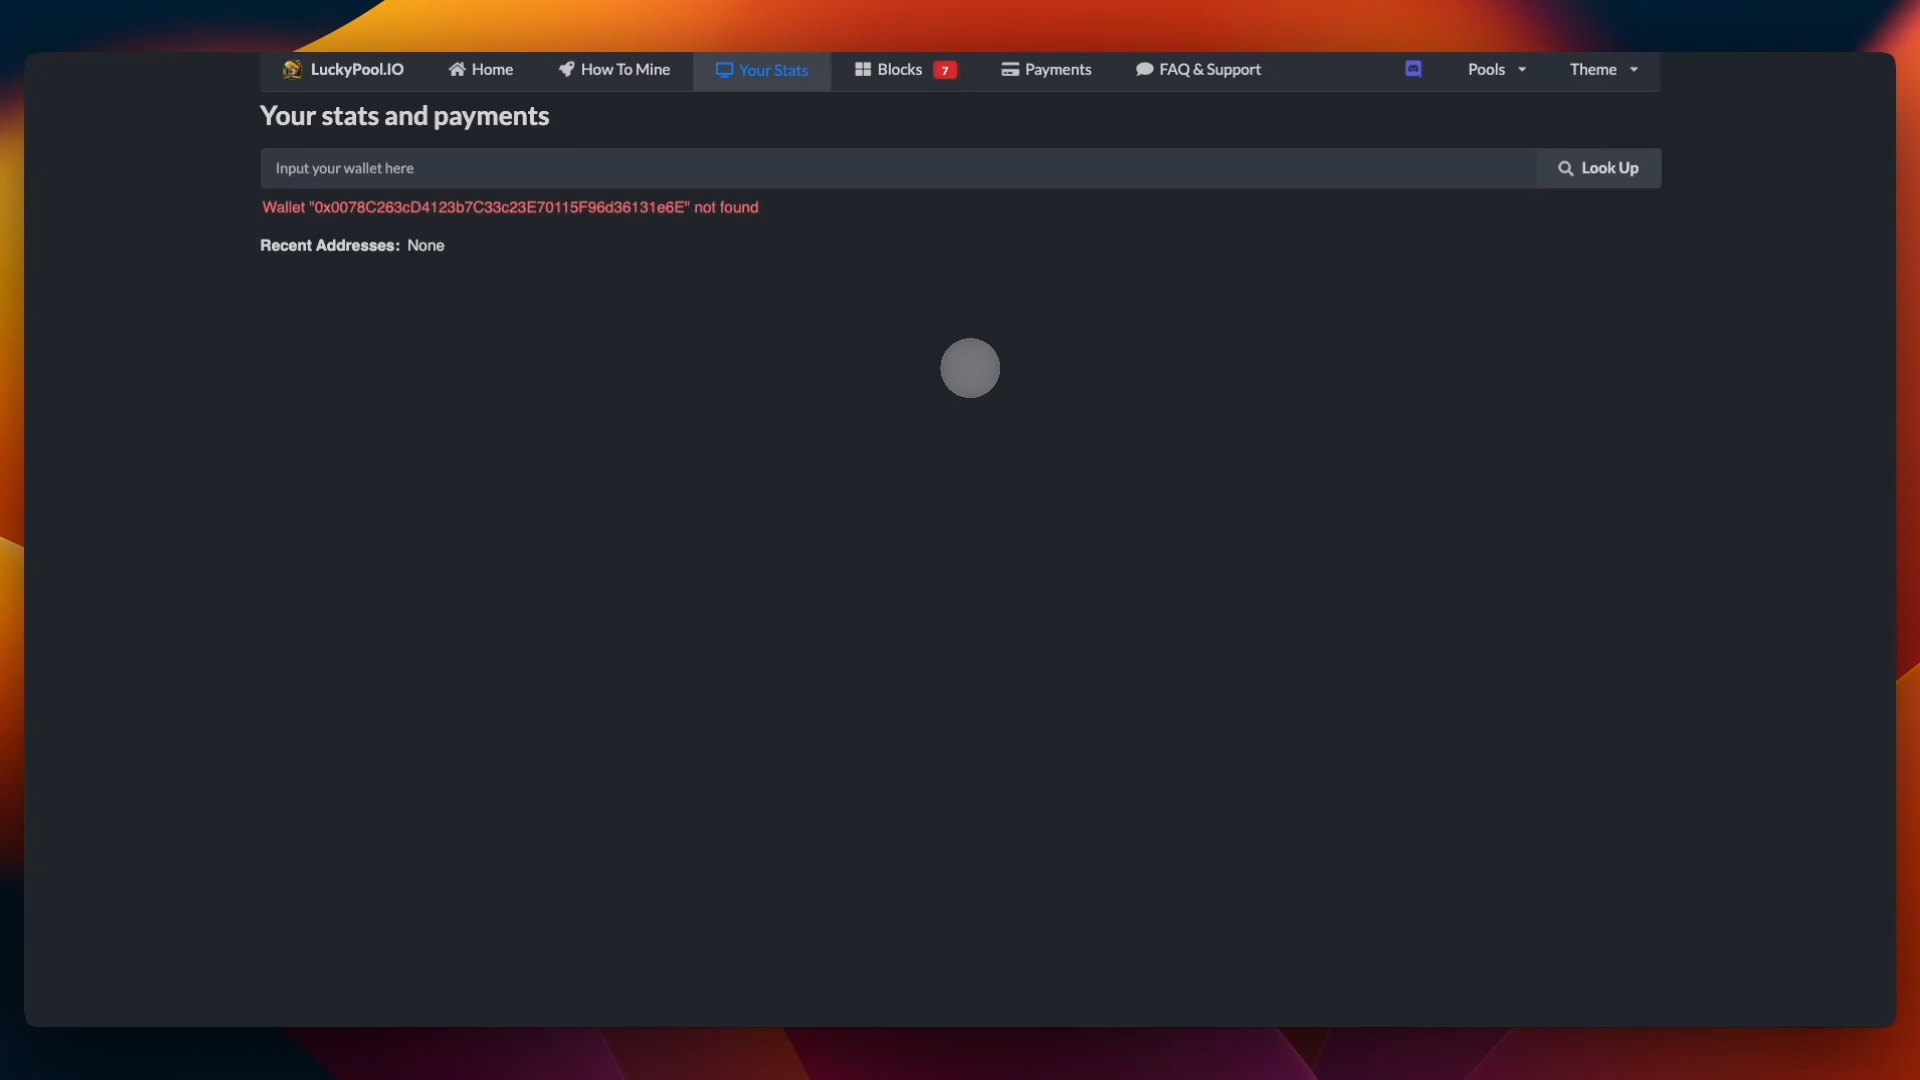 LuckyPool.IO Home How To Mine Your Stats Blocks 7 Payments FAQ & Support Pools Theme
Your stats and payments
Input your wallet here Look Up
Wallet "0x0078C263cD4123b7C33c23E70115F96d36131e6E" not found
Recent Addresses: None